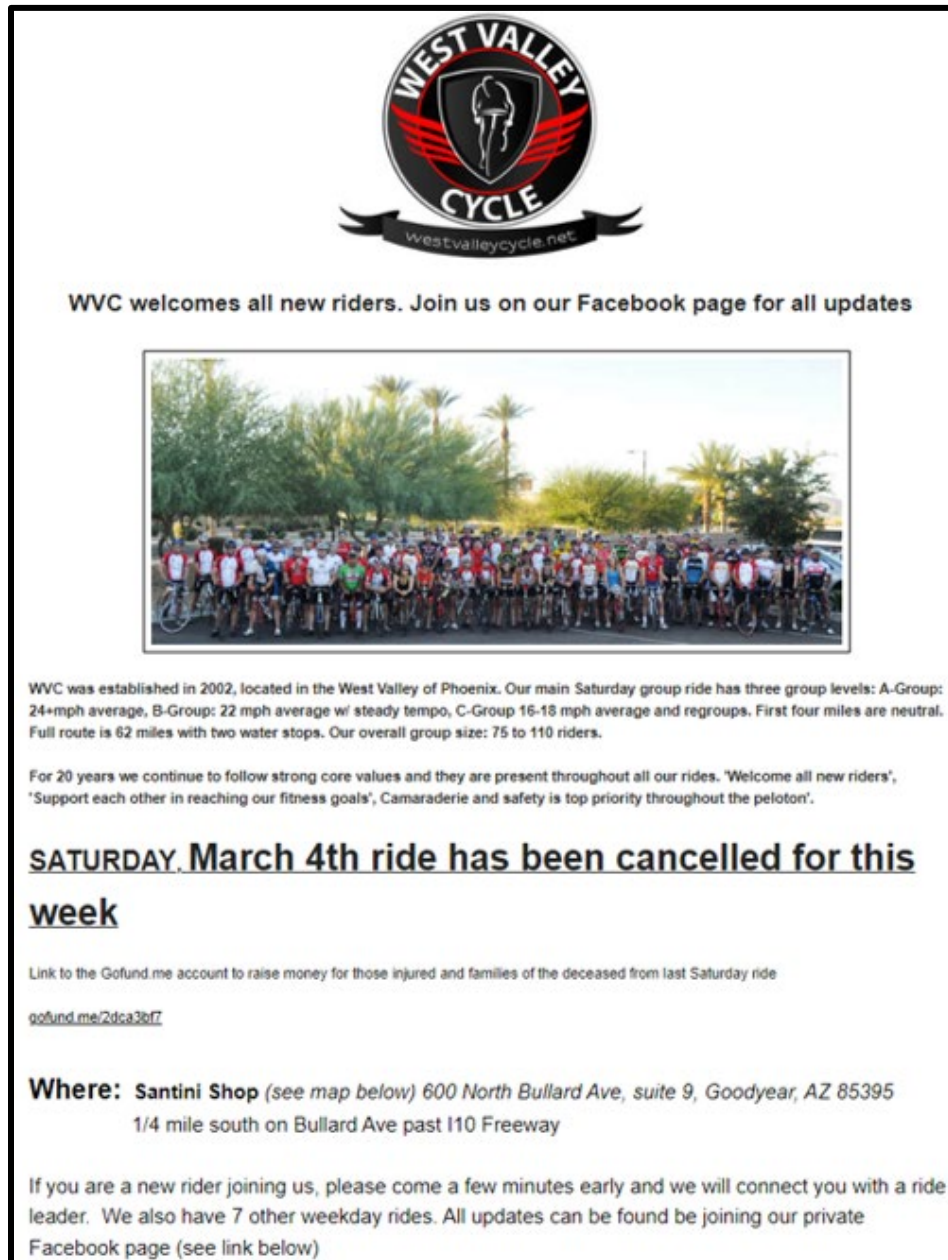 WEST VALLEY
CYCLE
westvalleycycle.net
WVC welcomes all new riders. Join us on our Facebook page for all updates
WVC was established in 2002, located in the West Valley of Phoenix. Our main Saturday group ride has three group levels: A-Group:
24+mph average, B-Group: 22 mph average w/ steady tempo, C-Group 16-18 mph average and regroups. First four miles are neutral.
Full route is 62 miles with two water stops. Our overall group size: 75 to 110 riders.
For 20 years we continue to follow strong core values and they are present throughout all our rides. 'Welcome all new riders',
'Support each other in reaching our fitness goals', Camaraderie and safety is top priority throughout the peloton'.
SATURDAY, March 4th ride has been cancelled for this
week
Link to the Gofund.me account to raise money for those injured and families of the deceased from last Saturday ride
gofund.me/2dca3bf7
Where: Santini Shop (see map below) 600 North Bullard Ave, suite 9, Goodyear, AZ 85395
1/4 mile south on Bullard Ave past I10 Freeway
If you are a new rider joining us, please come a few minutes early and we will connect you with a ride
leader. We also have 7 other weekday rides. All updates can be found be joining our private
Facebook page (see link below)